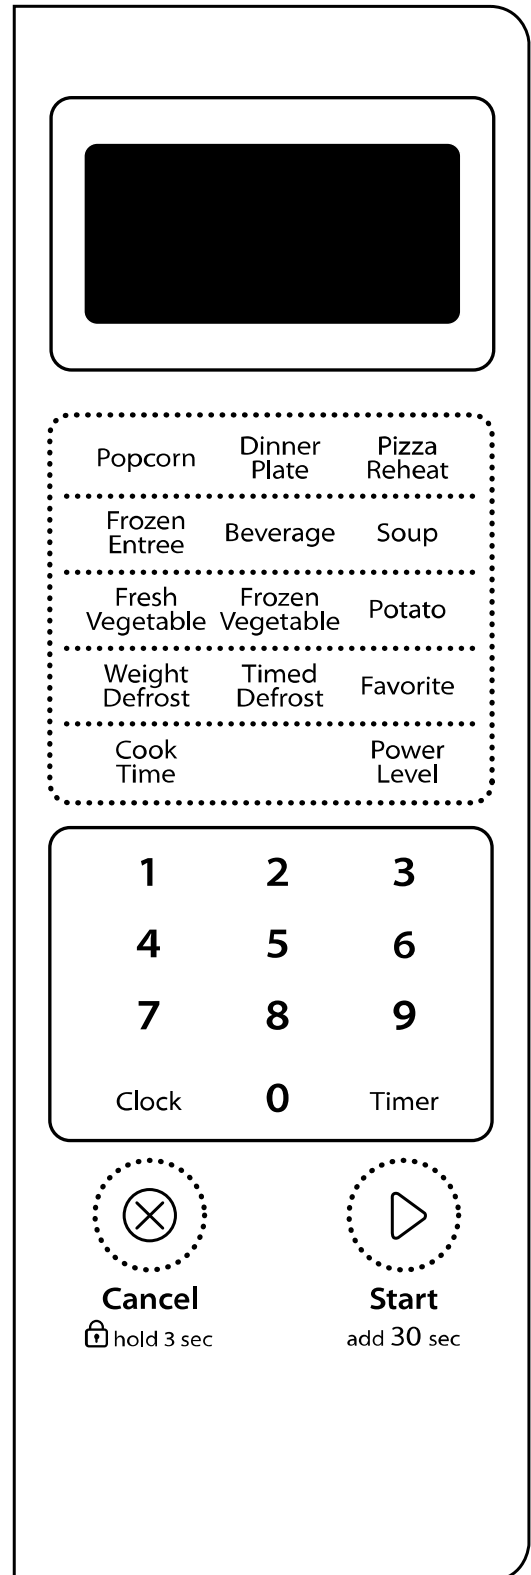 Popcorn Dinner Plate Pizza Reheat
Frozen Entree Beverage Soup
Fresh Vegetable Frozen Vegetable Potato
Weight Defrost Timed Defrost Favorite
Cook Time Power Level
1 2 3
4 5 6
7 8 9
Clock 0 Timer
Cancel Start
hold 3 sec add 30 sec